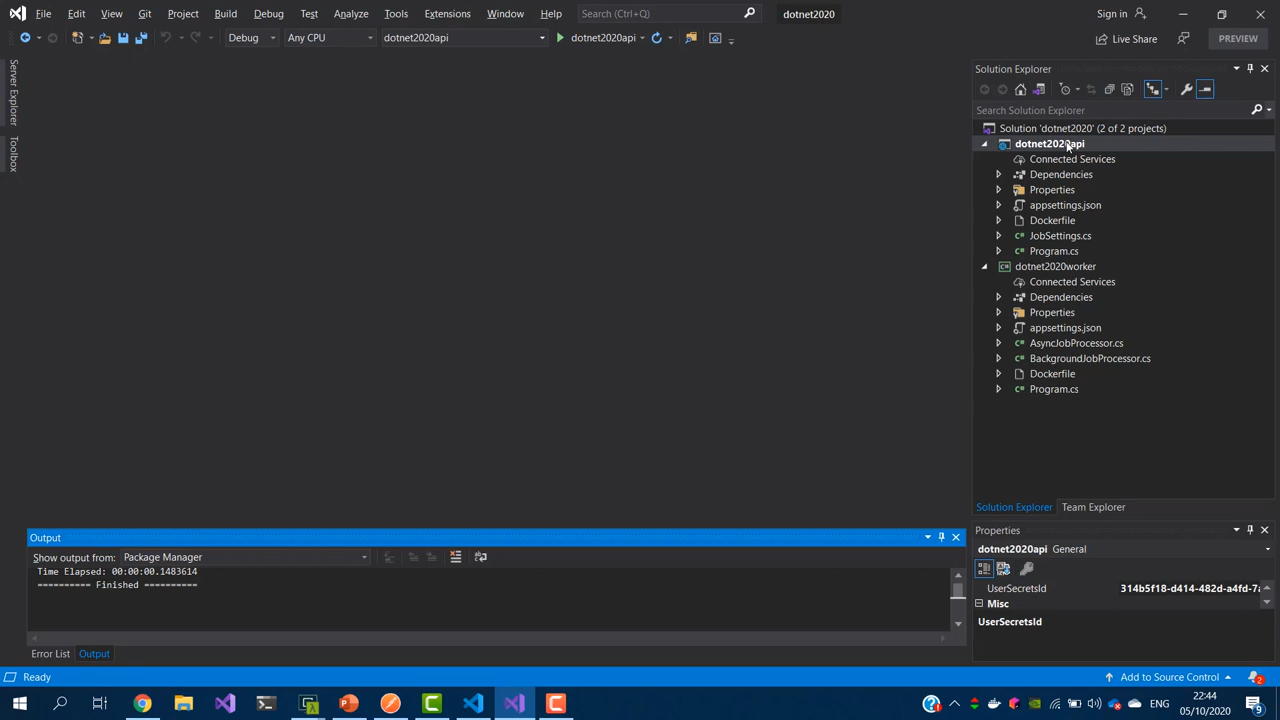 File Edit View Git Project Build Debug Test Analyze Tools Extensions Window Help Search (Ctrl+Q) dotnet2020 Sign in
Debug Any CPU dotnet2020api dotnet2020api Live Share PREVIEW
Server Explorer
Toolbox
Solution Explorer
Search Solution Explorer
Solution 'dotnet2020' (2 of 2 projects)
dotnet2020api
Connected Services
Dependencies
Properties
appsettings.json
Dockerfile
JobSettings.cs
Program.cs
dotnet2020worker
Connected Services
Dependencies
Properties
appsettings.json
AsyncJobProcessor.cs
BackgroundJobProcessor.cs
Dockerfile
Program.cs
Solution Explorer Team Explorer
Properties
dotnet2020api General
UserSecretsId 314b5f18-d414-482d-a4fd-7
Misc
UserSecretsId
Output
Show output from: Package Manager
Time Elapsed: 00:00:00.1483614
========== Finished ==========
Error List Output
Ready Add to Source Control 2
ENG 22:44
05/10/2020 9